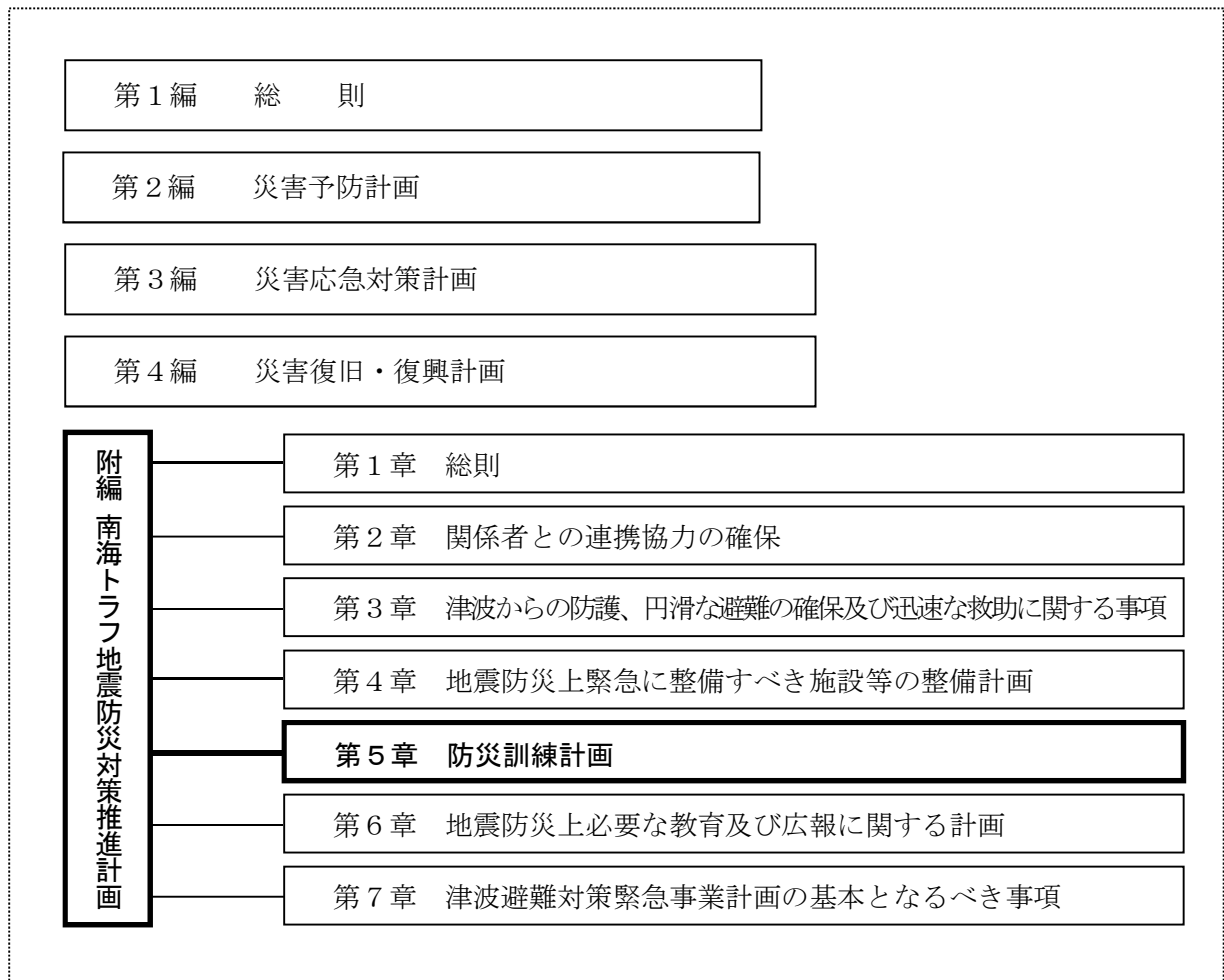 第１編　　総　　則
第２編　　災害予防計画
第３編　　災害応急対策計画
第４編　　災害復旧・復興計画
附編 南海トラフ地震防災対策推進計画
第１章　総則
第２章　関係者との連携協力の確保
第３章　津波からの防護、円滑な避難の確保及び迅速な救助に関する事項
第４章　地震防災上緊急に整備すべき施設等の整備計画
第５章　防災訓練計画
第６章　地震防災上必要な教育及び広報に関する計画
第７章　津波避難対策緊急事業計画の基本となるべき事項